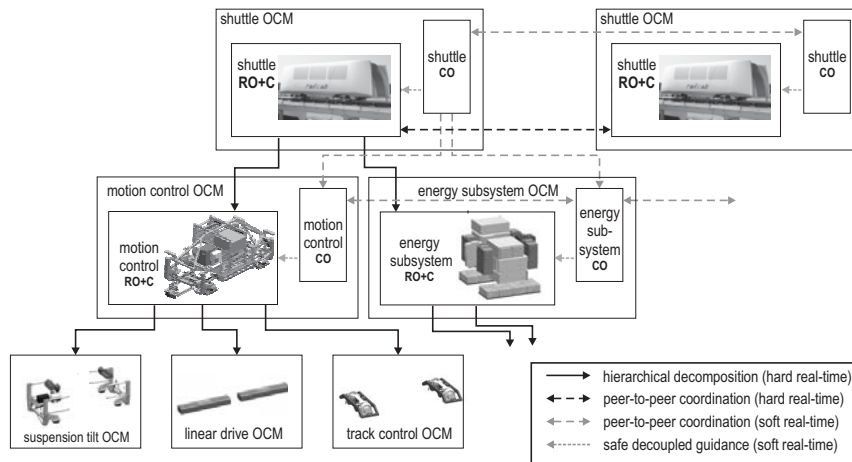 shuttle OCM
shuttle
RO+C
shuttle
CO
shuttle OCM
shuttle
RO+C
shuttle
CO
motion control OCM
motion
control
RO+C
motion
control
CO
energy subsystem OCM
energy
subsystem
RO+C
energy
sub-
system
CO
suspension tilt OCM
linear drive OCM
track control OCM
hierarchical decomposition (hard real-time)
peer-to-peer coordination (hard real-time)
peer-to-peer coordination (soft real-time)
safe decoupled guidance (soft real-time)